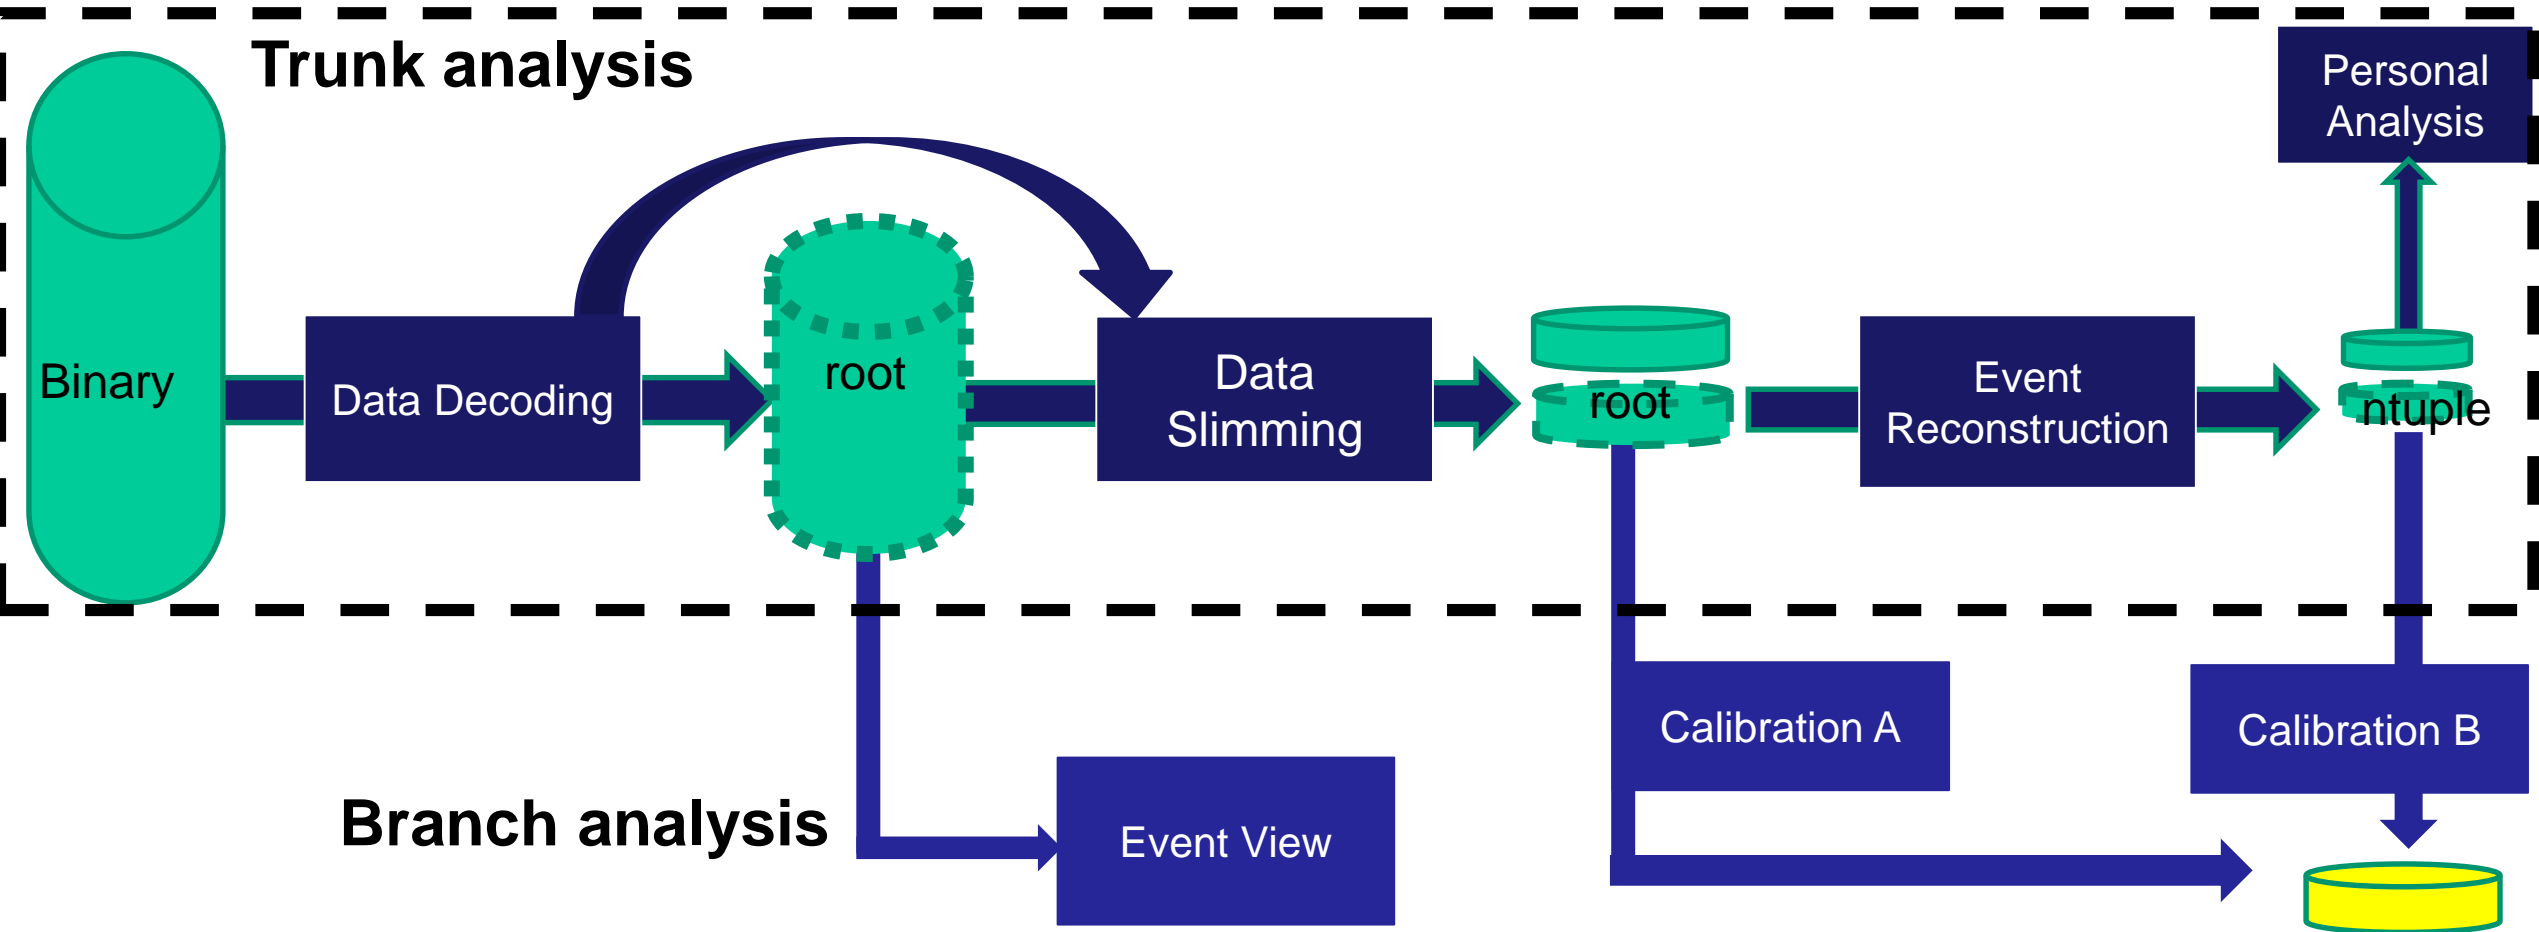 Trunk analysis
Personal
Analysis
Binary
Data Decoding
root
Data
Slimming
root
Event
Reconstruction
ntuple
Calibration A
Calibration B
Branch analysis
Event View